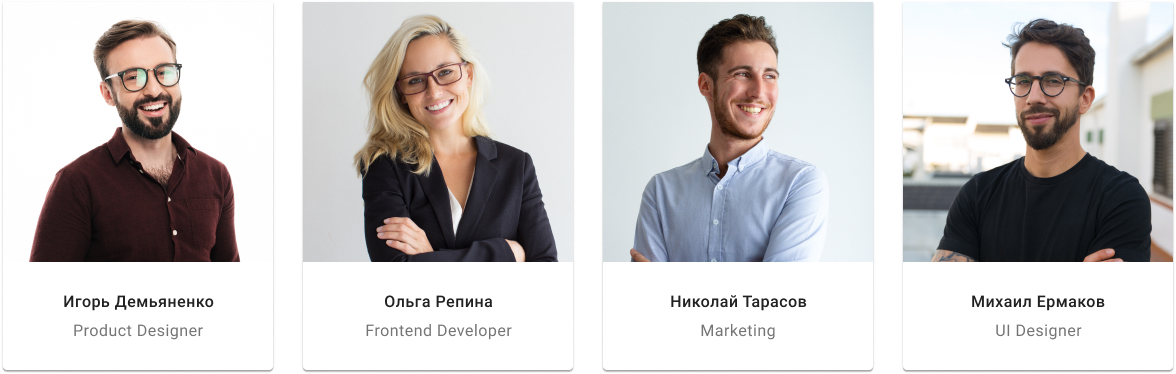 Игорь Демьяненко
Product Designer
Ольга Репина
Frontend Developer
Николай Тарасов
Marketing
Михаил Ермаков
UI Designer